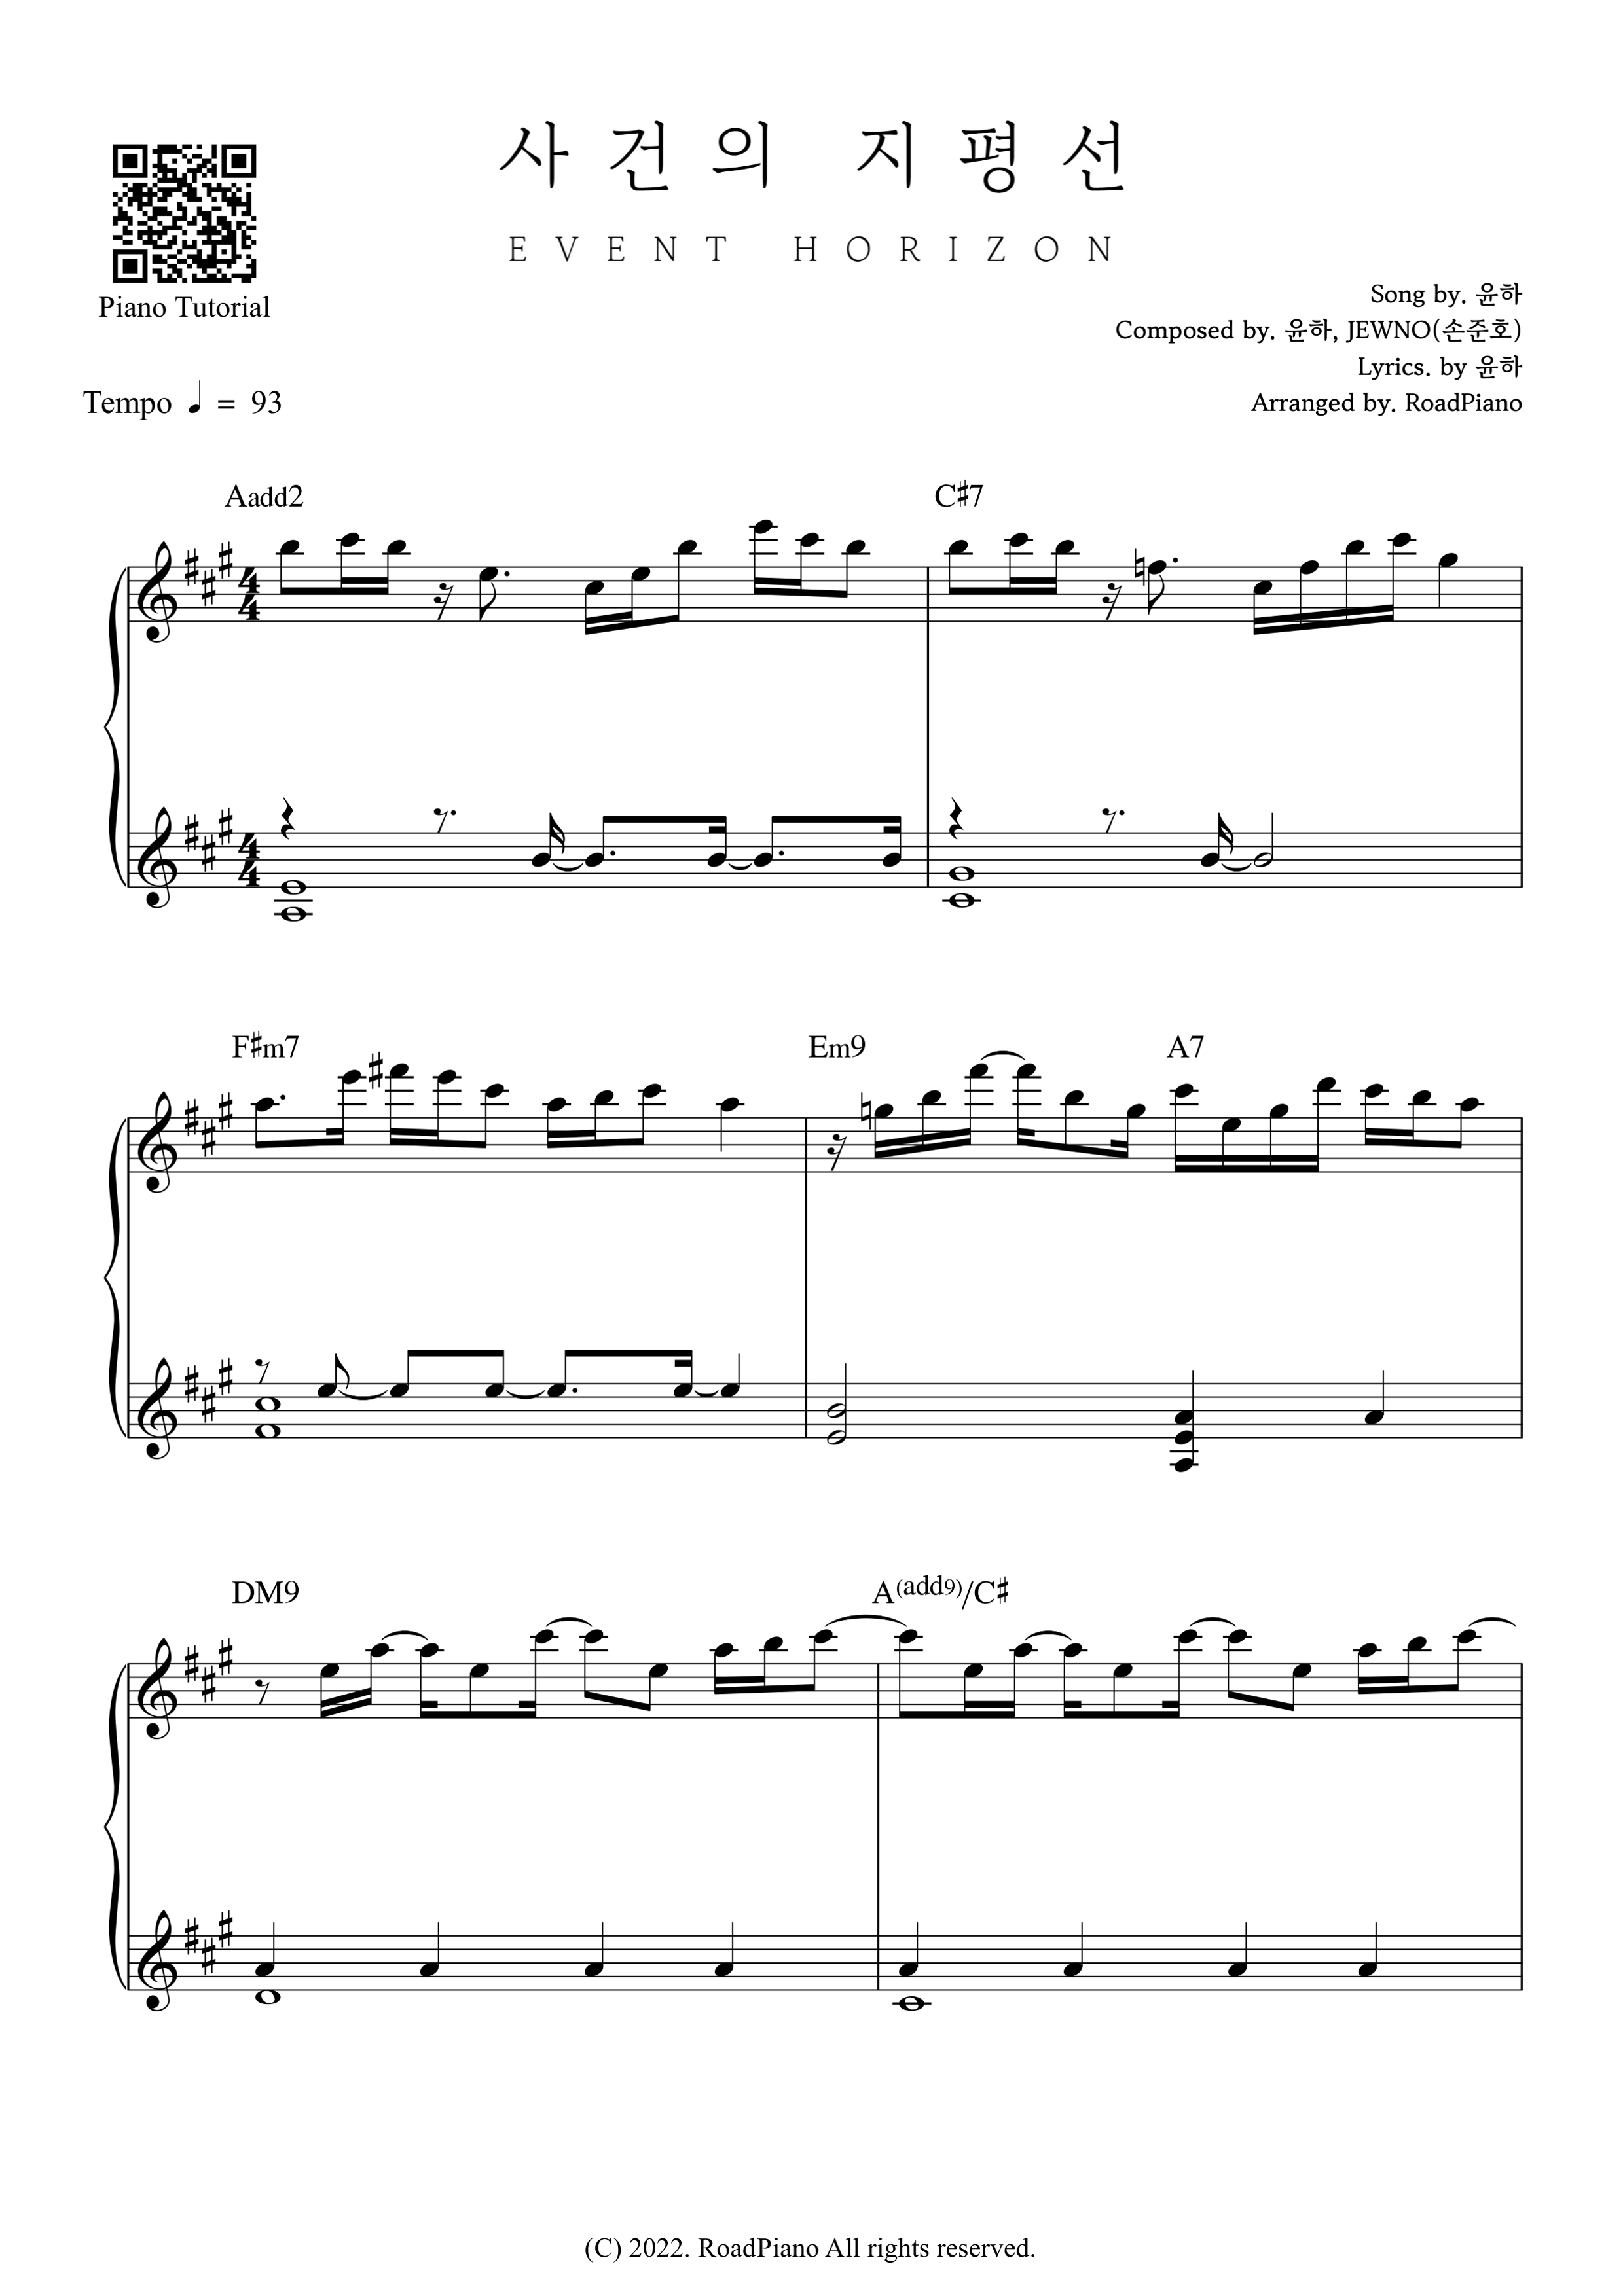 사건의 지평선
EVENT HORIZON
Piano Tutorial
Song by. 윤하
Composed by. 윤하, JEWNO(손준호)
Lyrics. by 윤하
Arranged by. RoadPiano
Tempo ♩ = 93
Aadd2 C♯7
4/4
4/4
F♯m7 Em9 A7
DM9 A(add9)/C♯
(C) 2022. RoadPiano All rights reserved.